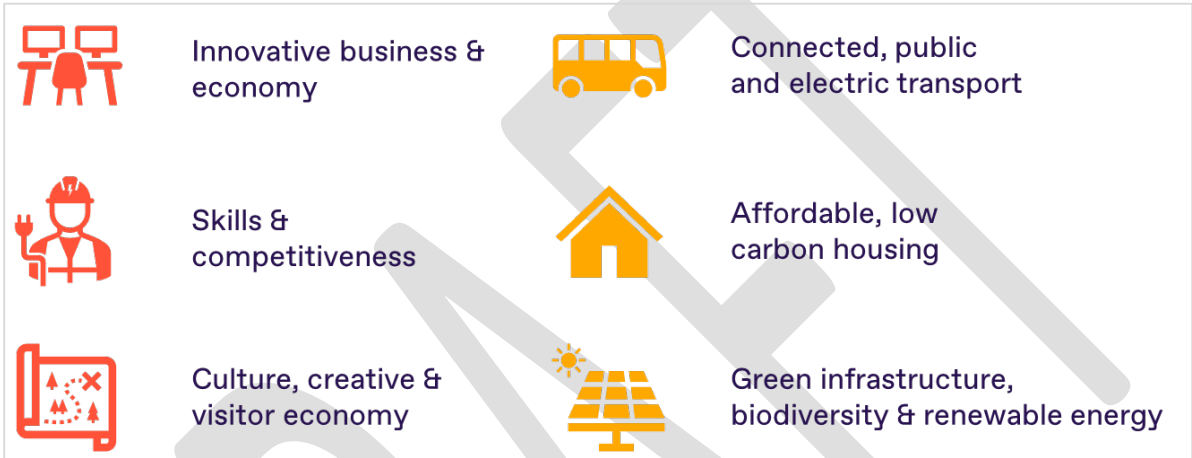 Innovative business &
economy
Connected, public
and electric transport
Skills &
competitiveness
Affordable, low
carbon housing
Culture, creative &
visitor economy
Green infrastructure,
biodiversity & renewable energy